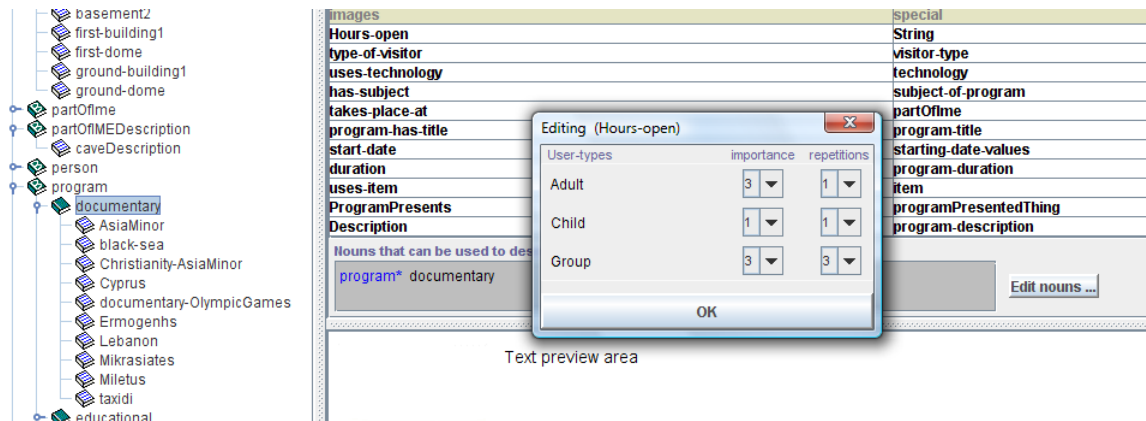 basement2
first-building1
first-dome
ground-building1
ground-dome
partOfIme
partOfIMEDescription
caveDescription
person
program
documentary
AsiaMinor
black-sea
Christianity-AsiaMinor
Cyprus
documentary-OlympicGames
Ermogenhs
Lebanon
Mikrasiates
Miletus
taxidi
educational
images special
Hours-open String
type-of-visitor visitor-type
uses-technology technology
has-subject subject-of-program
takes-place-at partOfIme
program-has-title program-title
start-date starting-date-values
duration program-duration
uses-item item
ProgramPresents programPresentedThing
Description program-description
Nouns that can be used to des
program* documentary
Edit nouns ...
Editing (Hours-open)
User-types importance repetitions
Adult 3 1
Child 1 1
Group 3 3
OK
Text preview area